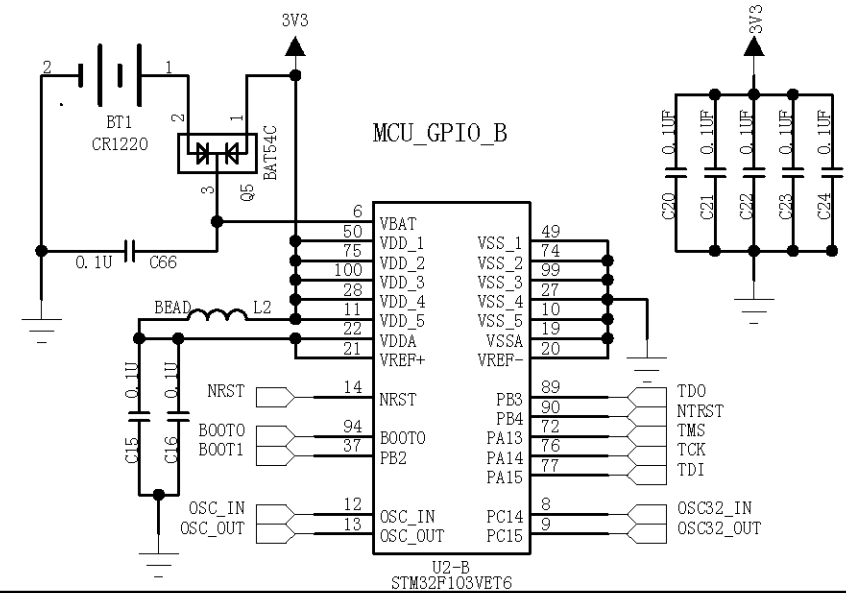 3V3
3V3
2
1
BT1
CR1220
2
1
BAT54C
3
Q5
MCU_GPIO_B
0.1UF
0.1UF
0.1UF
0.1UF
0.1UF
C20
C21
C22
C23
C24
0.1U
C66
BEAD
L2
0.1U
0.1U
C15
C16
6 VBAT
50 VDD_1
75 VDD_2
100 VDD_3
28 VDD_4
11 VDD_5
22 VDDA
21 VREF+
NRST 14 NRST
BOOT0 94 BOOT0
BOOT1 37 PB2
OSC_IN 12 OSC_IN
OSC_OUT 13 OSC_OUT
VSS_1 49
VSS_2 74
VSS_3 99
VSS_4 27
VSS_5 10
VSSA 19
VREF- 20
PB3 89 TDO
PB4 90 NTRST
PA13 72 TMS
PA14 76 TCK
PA15 77 TDI
PC14 8 OSC32_IN
PC15 9 OSC32_OUT
U2-B
STM32F103VET6